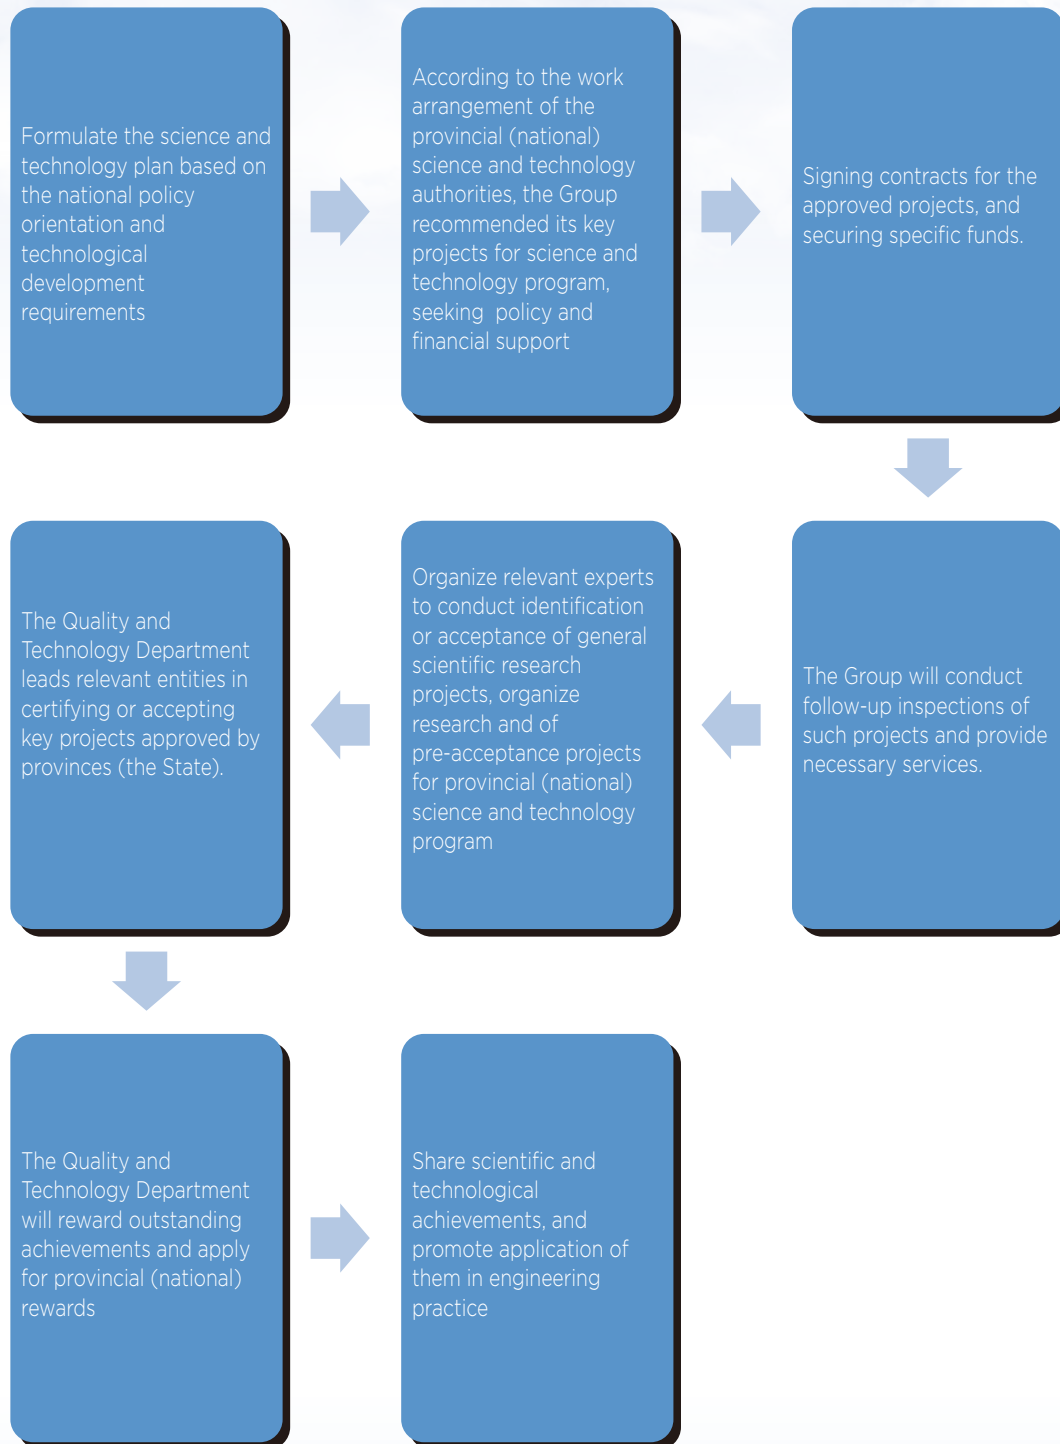 Formulate the science and
technology plan based on
the national policy
orientation and
technological
development
requirements
According to the work
arrangement of the
provincial (national)
science and technology
authorities, the Group
recommended its key
projects for science and
technology program,
seeking policy and
financial support
Signing contracts for the
approved projects, and
securing specific funds.
The Group will conduct
follow-up inspections of
such projects and provide
necessary services.
Organize relevant experts
to conduct identification
or acceptance of general
scientific research
projects, organize
research and of
pre-acceptance projects
for provincial (national)
science and technology
program
The Quality and
Technology Department
leads relevant entities in
certifying or accepting
key projects approved by
provinces (the State).
The Quality and
Technology Department
will reward outstanding
achievements and apply
for provincial (national)
rewards
Share scientific and
technological
achievements, and
promote application of
them in engineering
practice